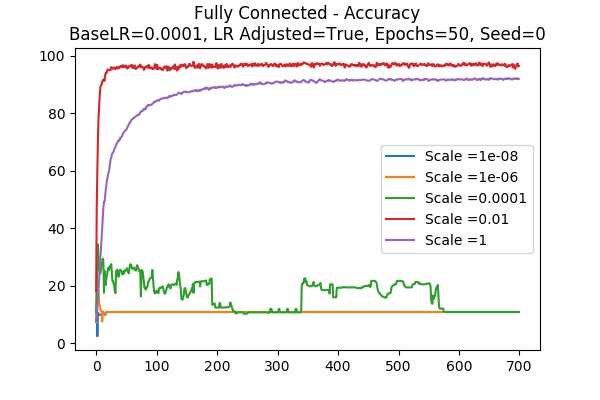 Fully Connected - Accuracy
BaseLR=0.0001, LR Adjusted=True, Epochs=50, Seed=0
100
80
60
40
20
0
Scale =1e-08
Scale =1e-06
Scale =0.0001
Scale =0.01
Scale =1
0 100 200 300 400 500 600 700